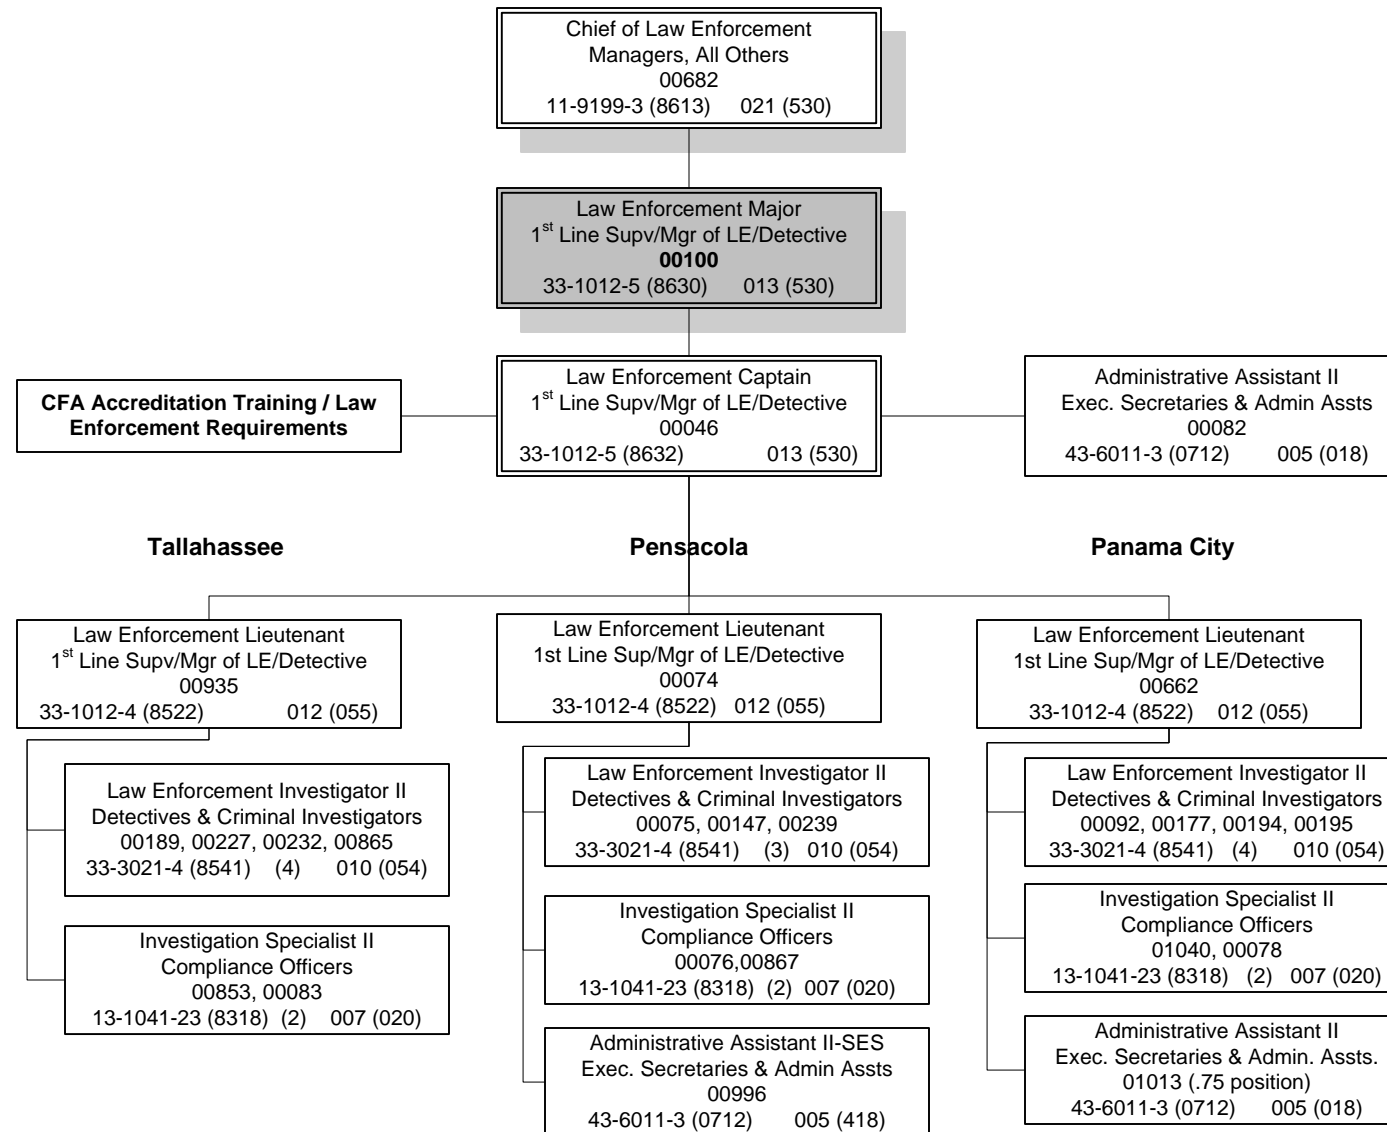 Chief of Law Enforcement
Managers, All Others
00682
11-9199-3 (8613) 021 (530)
Law Enforcement Major
1st Line Supv/Mgr of LE/Detective
00100
33-1012-5 (8630) 013 (530)
CFA Accreditation Training / Law
Enforcement Requirements
Law Enforcement Captain
1st Line Supv/Mgr of LE/Detective
00046
33-1012-5 (8632) 013 (530)
Administrative Assistant II
Exec. Secretaries & Admin Assts
00082
43-6011-3 (0712) 005 (018)
Tallahassee
Law Enforcement Lieutenant
1st Line Supv/Mgr of LE/Detective
00935
33-1012-4 (8522) 012 (055)
Law Enforcement Investigator II
Detectives & Criminal Investigators
00189, 00227, 00232, 00865
33-3021-4 (8541) (4) 010 (054)
Investigation Specialist II
Compliance Officers
00853, 00083
13-1041-23 (8318) (2) 007 (020)
Pensacola
Law Enforcement Lieutenant
1st Line Sup/Mgr of LE/Detective
00074
33-1012-4 (8522) 012 (055)
Law Enforcement Investigator II
Detectives & Criminal Investigators
00075, 00147, 00239
33-3021-4 (8541) (3) 010 (054)
Investigation Specialist II
Compliance Officers
00076,00867
13-1041-23 (8318) (2) 007 (020)
Administrative Assistant II-SES
Exec. Secretaries & Admin Assts
00996
43-6011-3 (0712) 005 (418)
Panama City
Law Enforcement Lieutenant
1st Line Sup/Mgr of LE/Detective
00662
33-1012-4 (8522) 012 (055)
Law Enforcement Investigator II
Detectives & Criminal Investigators
00092, 00177, 00194, 00195
33-3021-4 (8541) (4) 010 (054)
Investigation Specialist II
Compliance Officers
01040, 00078
13-1041-23 (8318) (2) 007 (020)
Administrative Assistant II
Exec. Secretaries & Admin. Assts.
01013 (.75 position)
43-6011-3 (0712) 005 (018)